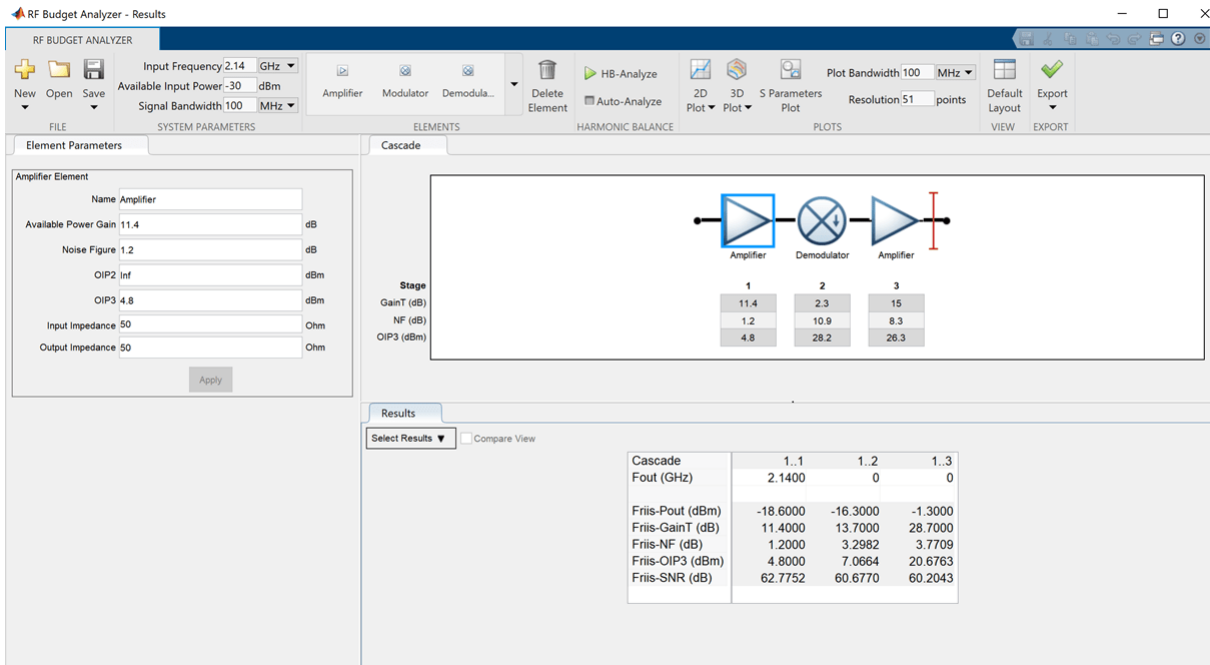 RF Budget Analyzer - Results
RF BUDGET ANALYZER
New
Open
Save
FILE
Input Frequency 2.14 GHz
Available Input Power -30 dBm
Signal Bandwidth 100 MHz
SYSTEM PARAMETERS
Amplifier
Modulator
Demodula...
Delete
Element
ELEMENTS
HB-Analyze
Auto-Analyze
HARMONIC BALANCE
2D
Plot
3D
Plot
S Parameters
Plot
Plot Bandwidth 100 MHz
Resolution 51 points
PLOTS
Default
Layout
VIEW
Export
EXPORT
Element Parameters
Amplifier Element
Name Amplifier
Available Power Gain 11.4 dB
Noise Figure 1.2 dB
OIP2 Inf dBm
OIP3 4.8 dBm
Input Impedance 50 Ohm
Output Impedance 50 Ohm
Apply
Cascade
Amplifier Demodulator Amplifier
Stage 1 2 3
GainT (dB) 11.4 2.3 15
NF (dB) 1.2 10.9 8.3
OIP3 (dBm) 4.8 28.2 26.3
Results
Select Results Compare View
Cascade 1..1 1..2 1..3
Fout (GHz) 2.1400 0 0
Friis-Pout (dBm) -18.6000 -16.3000 -1.3000
Friis-GainT (dB) 11.4000 13.7000 28.7000
Friis-NF (dB) 1.2000 3.2982 3.7709
Friis-OIP3 (dBm) 4.8000 7.0664 20.6763
Friis-SNR (dB) 62.7752 60.6770 60.2043